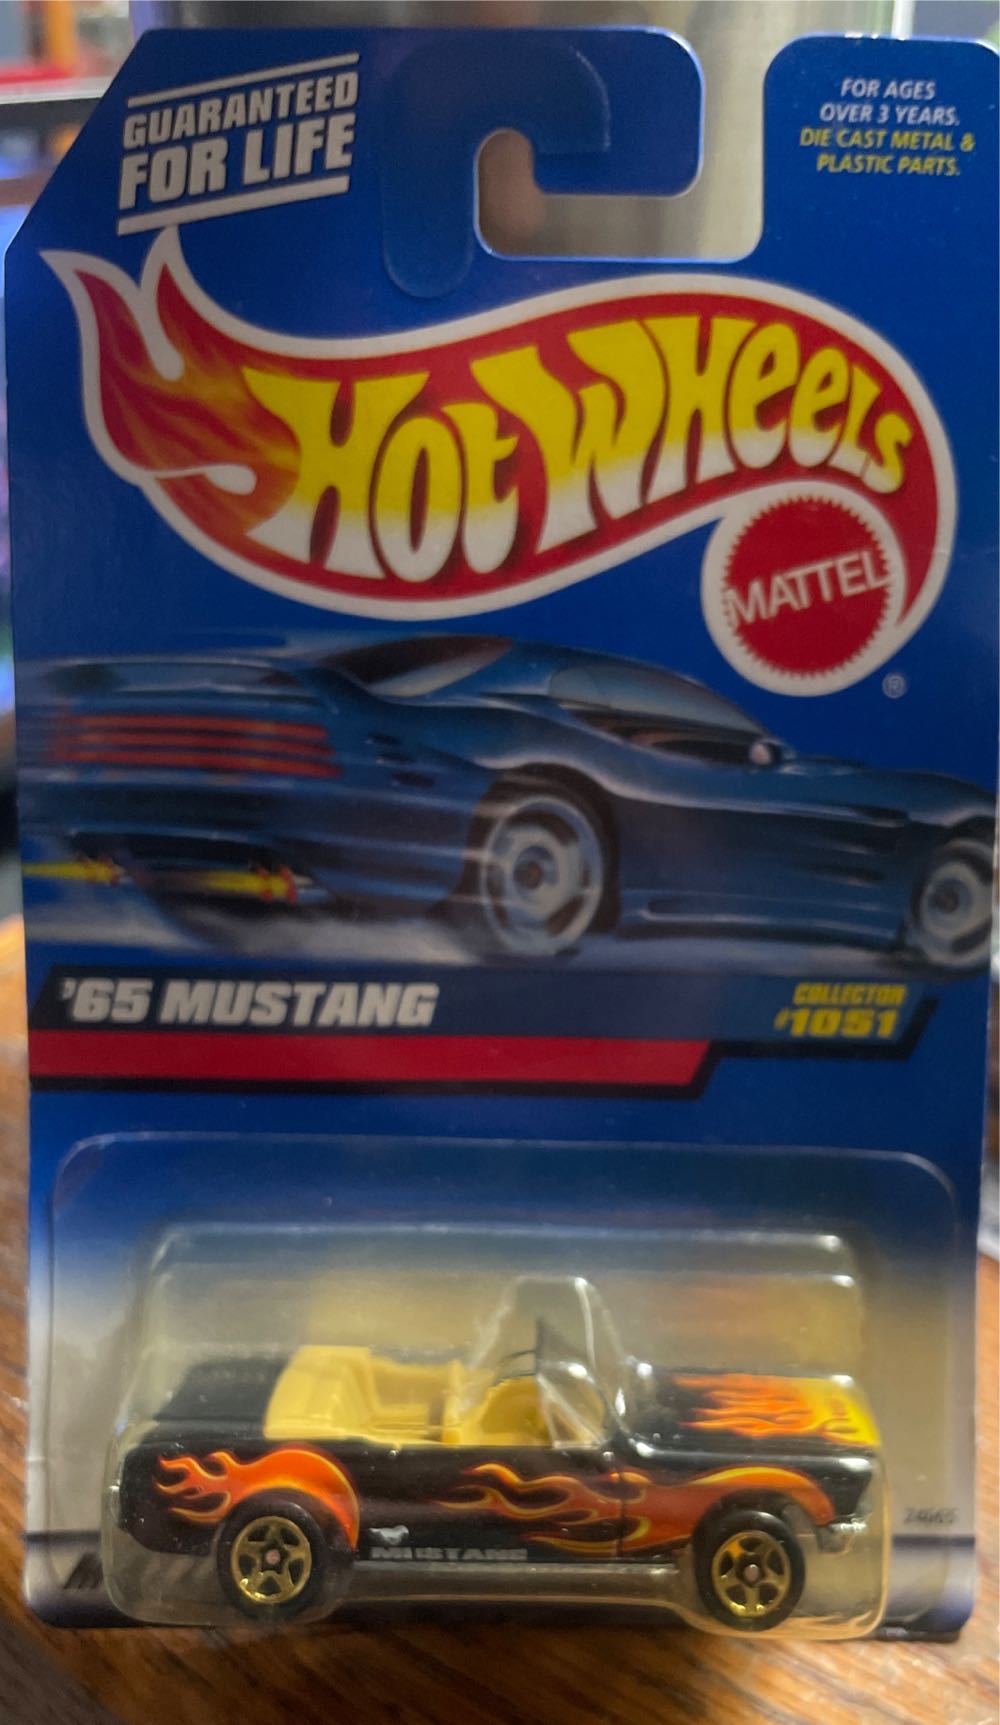 GUARANTEED
FOR LIFE
FOR AGES
OVER 3 YEARS.
DIE CAST METAL &
PLASTIC PARTS.
HOT WHEELS
MATTEL
®
'65 MUSTANG
COLLECTOR
#1051
MUSTANG